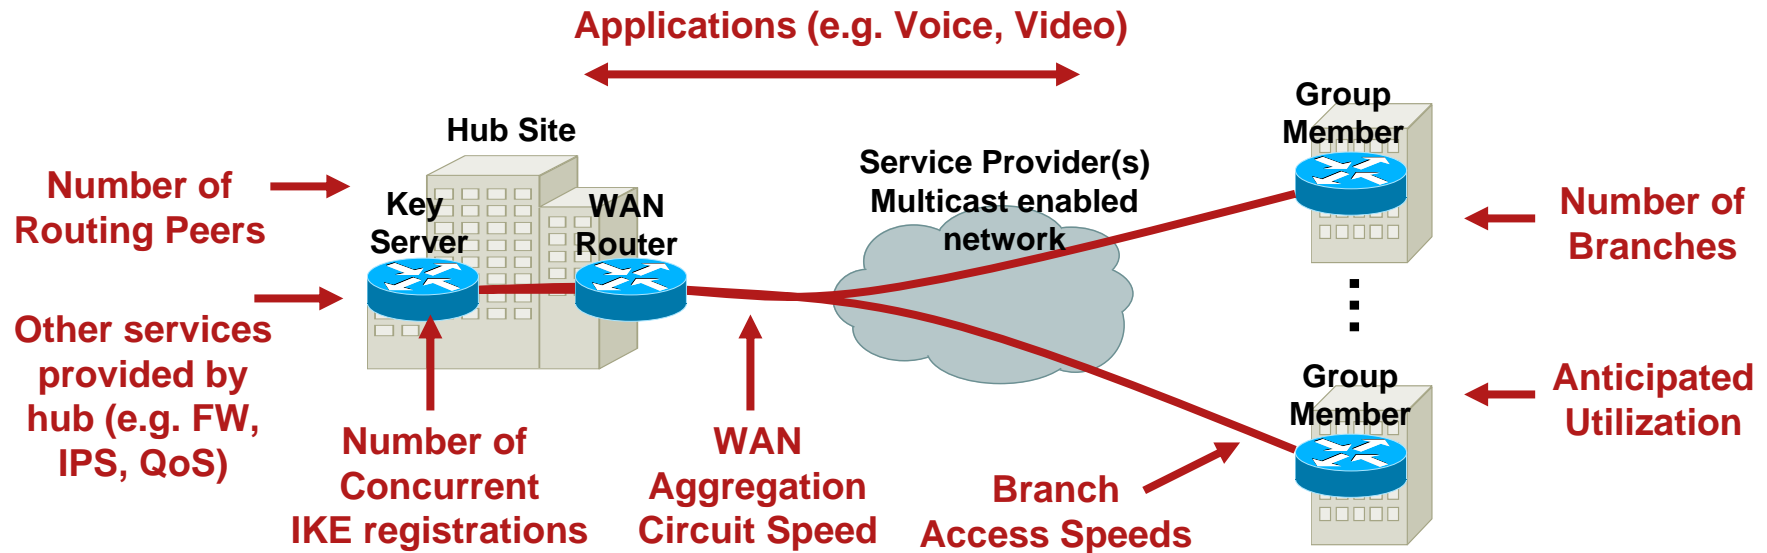 Applications (e.g. Voice, Video)
Hub Site
Number of
Routing Peers
Key
Server
WAN
Router
Service Provider(s)
Multicast enabled
network
Group
Member
Number of
Branches
Other services
provided by
hub (e.g. FW,
IPS, QoS)
Number of
Concurrent
IKE registrations
WAN
Aggregation
Circuit Speed
Branch
Access Speeds
Group
Member
Anticipated
Utilization